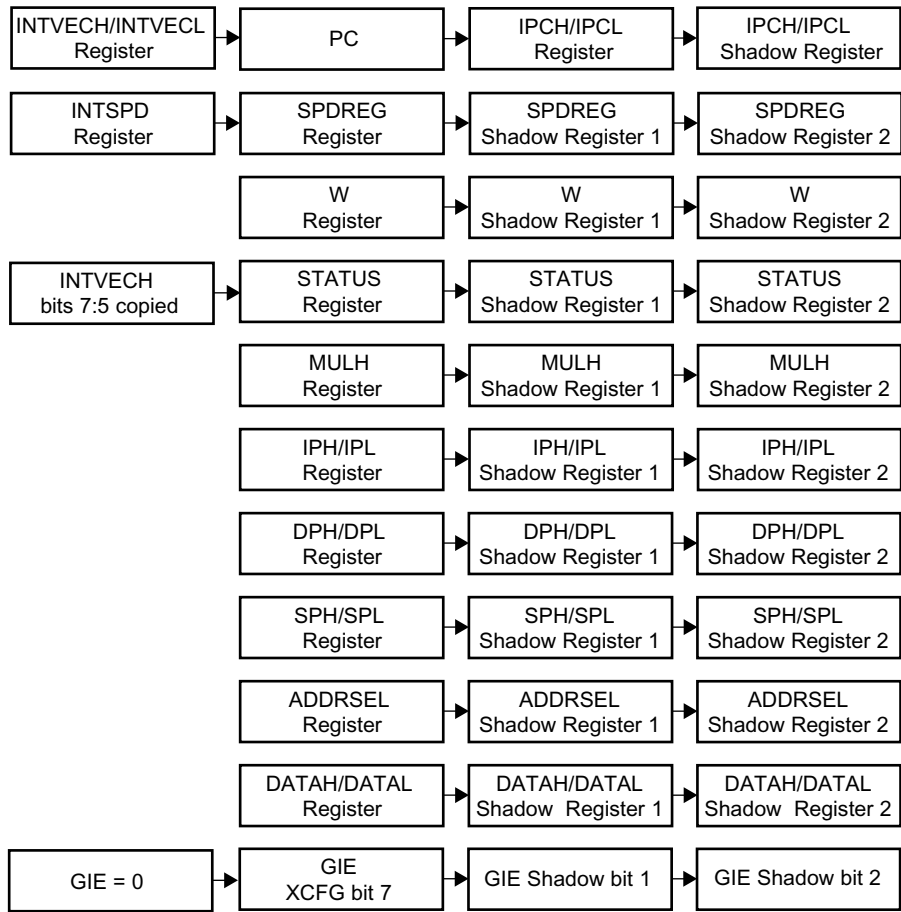 INTVECH/INTVECL
Register
PC
IPCH/IPCL
Register
IPCH/IPCL
Shadow Register
INTSPD
Register
SPDREG
Register
SPDREG
Shadow Register 1
SPDREG
Shadow Register 2
W
Register
W
Shadow Register 1
W
Shadow Register 2
INTVECH
bits 7:5 copied
STATUS
Register
STATUS
Shadow Register 1
STATUS
Shadow Register 2
MULH
Register
MULH
Shadow Register 1
MULH
Shadow Register 2
IPH/IPL
Register
IPH/IPL
Shadow Register 1
IPH/IPL
Shadow Register 2
DPH/DPL
Register
DPH/DPL
Shadow Register 1
DPH/DPL
Shadow Register 2
SPH/SPL
Register
SPH/SPL
Shadow Register 1
SPH/SPL
Shadow Register 2
ADDRSEL
Register
ADDRSEL
Shadow Register 1
ADDRSEL
Shadow Register 2
DATAH/DATAL
Register
DATAH/DATAL
Shadow Register 1
DATAH/DATAL
Shadow Register 2
GIE = 0
GIE
XCFG bit 7
GIE Shadow bit 1
GIE Shadow bit 2